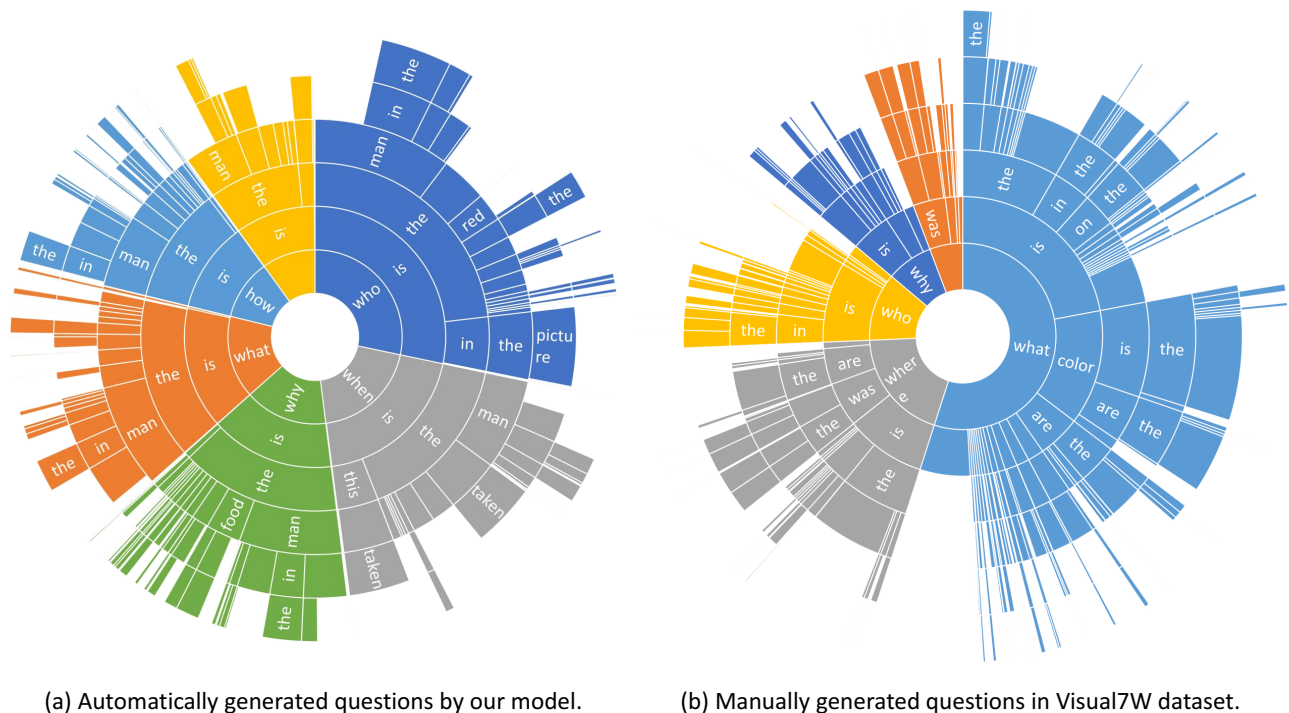 who
is
the
man
in
the
red
the
in
the
pictu
re
when
is
the
man
taken
this
taken
why
is
the
man
in
the
food
what
is
the
man
in
the
how
is
the
man
in
the
is
the
man
what
is
the
the
in
the
on
the
color
is
the
are
the
are
the
wher
e
is
the
was
the
are
the
who
is
in
the
why
is
was
(a) Automatically generated questions by our model.
(b) Manually generated questions in Visual7W dataset.